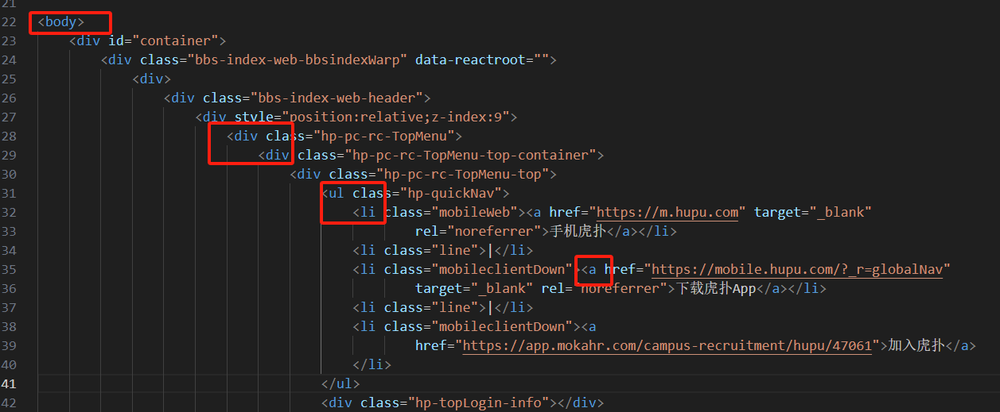 21
22 <body>
23 <div id="container">
24 <div class="bbs-index-web-bbsindexWarp" data-reactroot="">
25 <div>
26 <div class="bbs-index-web-header">
27 <div style="position:relative;z-index:9">
28 <div class="hp-pc-rc-TopMenu">
29 <div class="hp-pc-rc-TopMenu-top-container">
30 <div class="hp-pc-rc-TopMenu-top">
31 <ul class="hp-quickNav">
32 <li class="mobileWeb"><a href="https://m.hupu.com" target="_blank"
33 rel="noreferrer">手机虎扑</a></li>
34 <li class="line">|</li>
35 <li class="mobileclientDown"><a href="https://mobile.hupu.com/?_r=globalNav"
36 target="_blank" rel="noreferrer">下载虎扑App</a></li>
37 <li class="line">|</li>
38 <li class="mobileclientDown"><a
39 href="https://app.mokahr.com/campus-recruitment/hupu/47061">加入虎扑</a>
40 </li>
41 </ul>
42 <div class="hp-topLogin-info"></div>